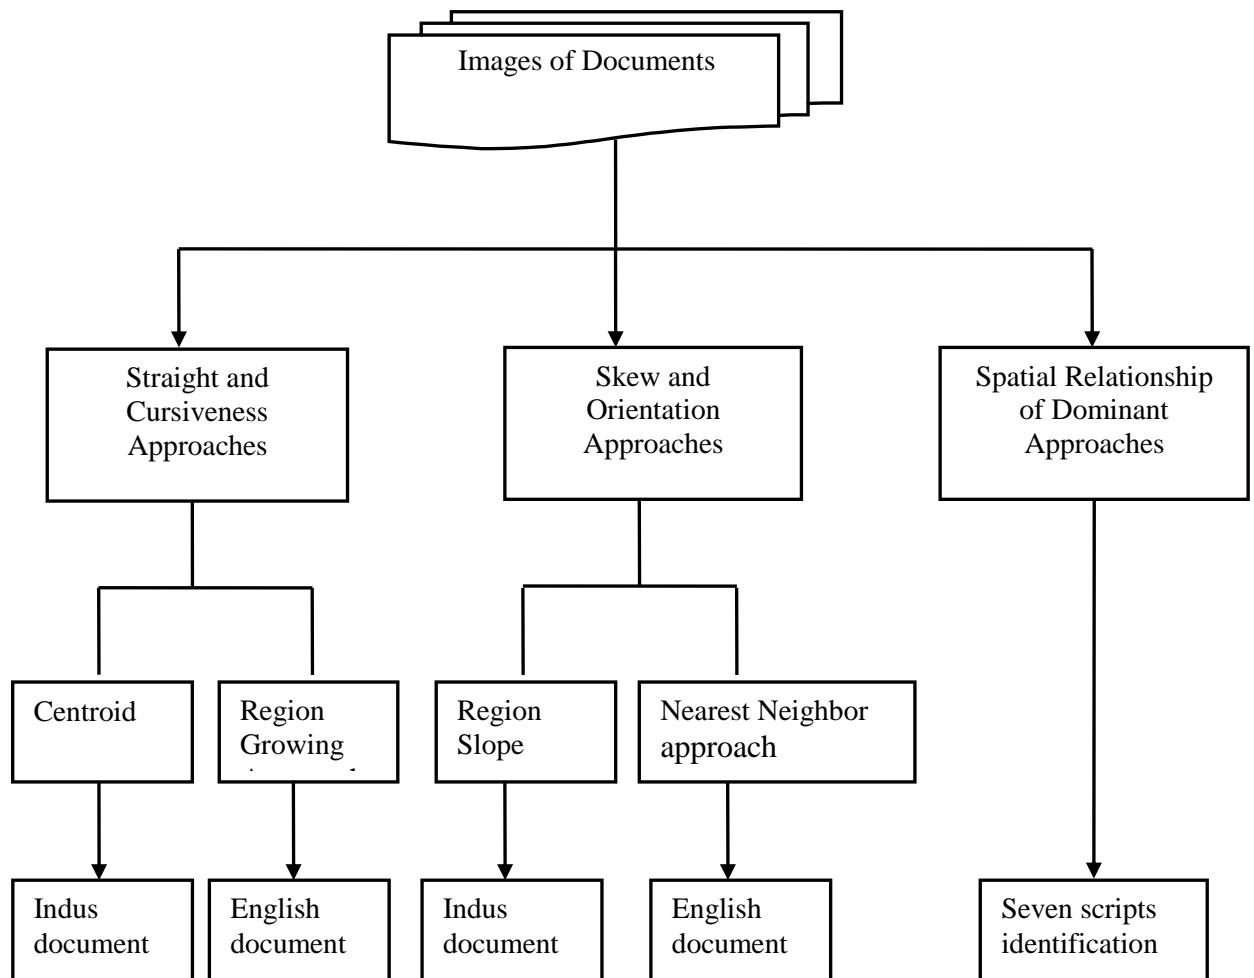 Images of Documents
Straight and
Cursiveness
Approaches
Skew and
Orientation
Approaches
Spatial Relationship
of Dominant
Approaches
Centroid
Region
Growing
Region
Slope
Nearest Neighbor
approach
Indus
document
English
document
Indus
document
English
document
Seven scripts
identification